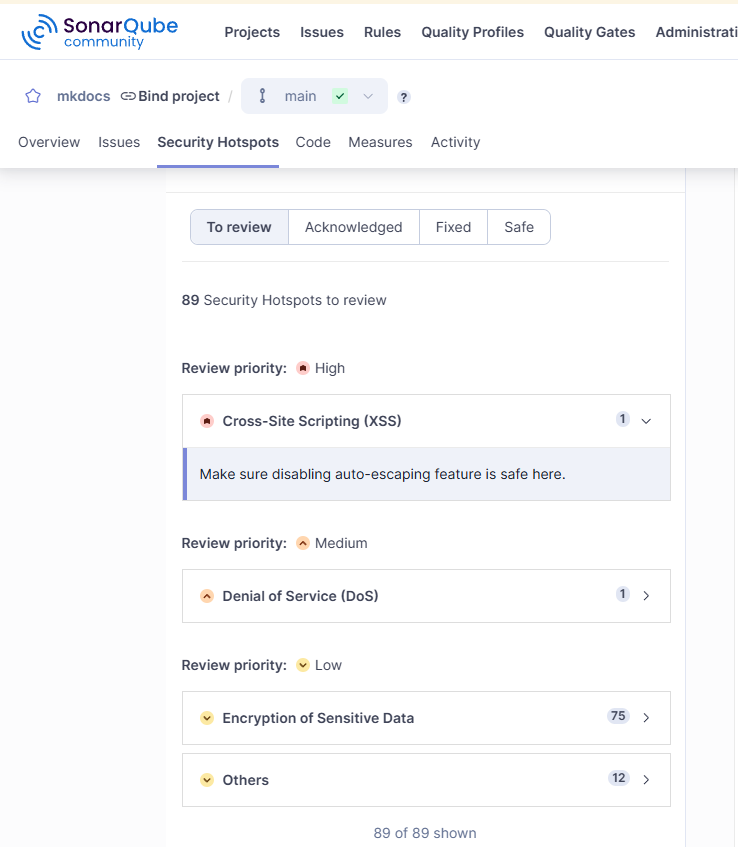 SonarQube
community
Projects Issues Rules Quality Profiles Quality Gates Administrati
mkdocs Bind project / main ?
Overview Issues Security Hotspots Code Measures Activity
To review Acknowledged Fixed Safe
89 Security Hotspots to review
Review priority: High
Cross-Site Scripting (XSS) 1
Make sure disabling auto-escaping feature is safe here.
Review priority: Medium
Denial of Service (DoS) 1
Review priority: Low
Encryption of Sensitive Data 75
Others 12
89 of 89 shown